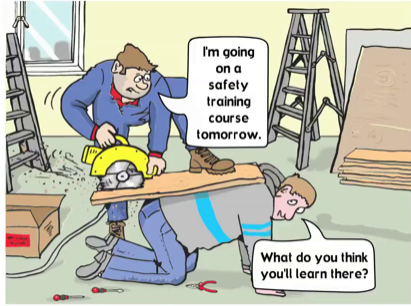 I'm going
on a
safety
training
course
tomorrow.
What do you think
you'll learn there?